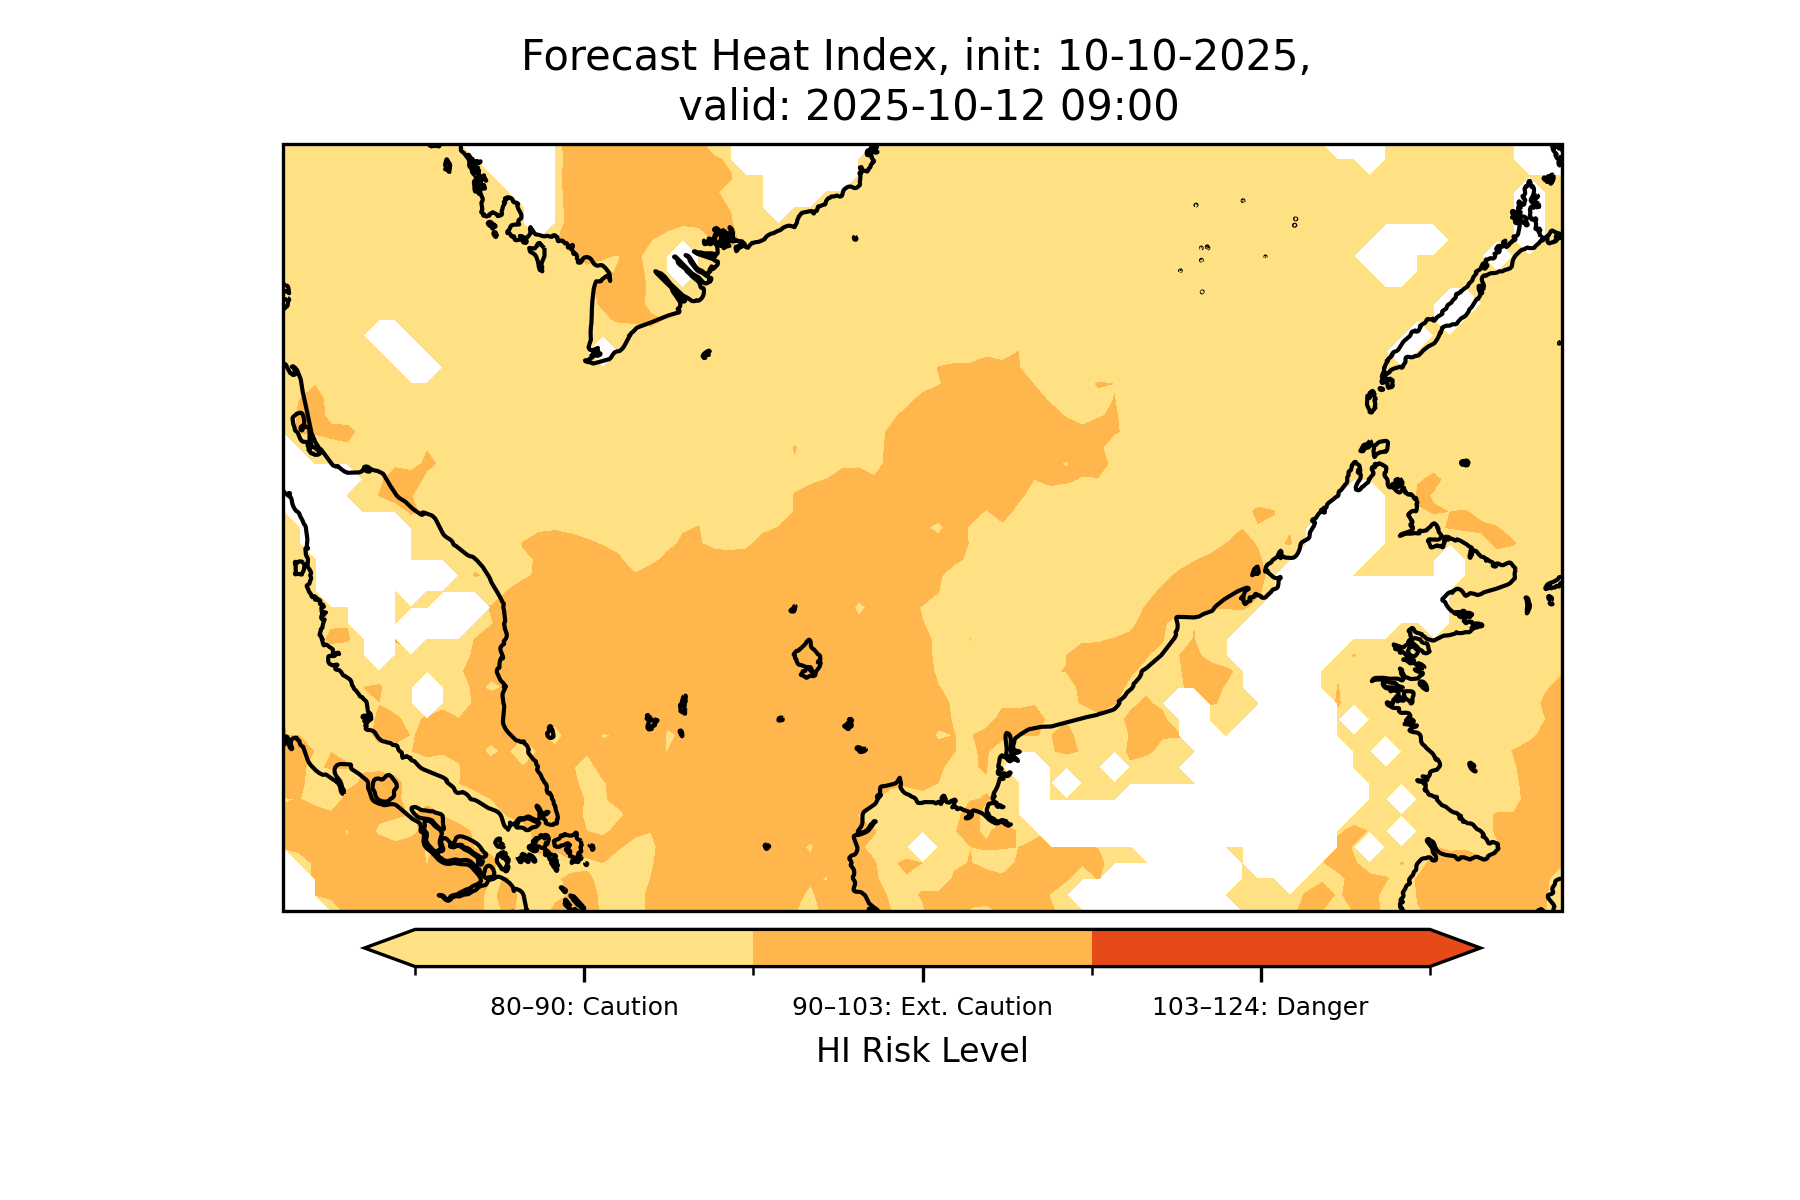 Forecast Heat Index, init: 10-10-2025,
valid: 2025-10-12 09:00
80–90: Caution
90–103: Ext. Caution
103–124: Danger
HI Risk Level